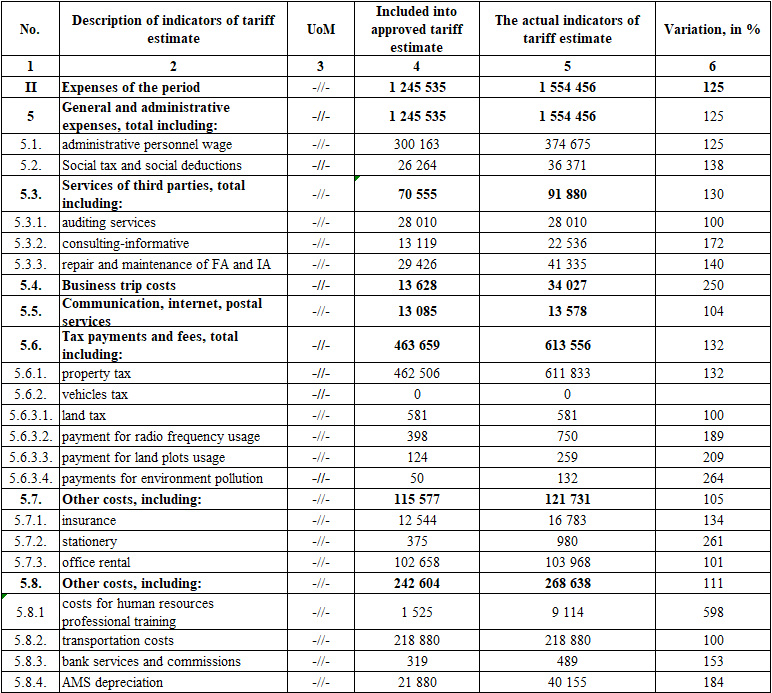 No. Description of indicators of tariff estimate UoM Included into approved tariff estimate The actual indicators of tariff estimate Variation, in %
1 2 3 4 5 6
II Expenses of the period -//- 1 245 535 1 554 456 125
5 General and administrative expenses, total including: -//- 1 245 535 1 554 456 125
5.1. administrative personnel wage -//- 300 163 374 675 125
5.2. Social tax and social deductions -//- 26 264 36 371 138
5.3. Services of third parties, total including: -//- 70 555 91 880 130
5.3.1. auditing services -//- 28 010 28 010 100
5.3.2. consulting-informative -//- 13 119 22 536 172
5.3.3. repair and maintenance of FA and IA -//- 29 426 41 335 140
5.4. Business trip costs -//- 13 628 34 027 250
5.5. Communication, internet, postal services -//- 13 085 13 578 104
5.6. Tax payments and fees, total including: -//- 463 659 613 556 132
5.6.1. property tax -//- 462 506 611 833 132
5.6.2. vehicles tax -//- 0 0
5.6.3.1. land tax -//- 581 581 100
5.6.3.2. payment for radio frequency usage -//- 398 750 189
5.6.3.3. payment for land plots usage -//- 124 259 209
5.6.3.4. payments for environment pollution -//- 50 132 264
5.7. Other costs, including: -//- 115 577 121 731 105
5.7.1. insurance -//- 12 544 16 783 134
5.7.2. stationery -//- 375 980 261
5.7.3. office rental -//- 102 658 103 968 101
5.8. Other costs, including: -//- 242 604 268 638 111
5.8.1 costs for human resources professional training -//- 1 525 9 114 598
5.8.2. transportation costs -//- 218 880 218 880 100
5.8.3. bank services and commissions -//- 319 489 153
5.8.4. AMS depreciation -//- 21 880 40 155 184